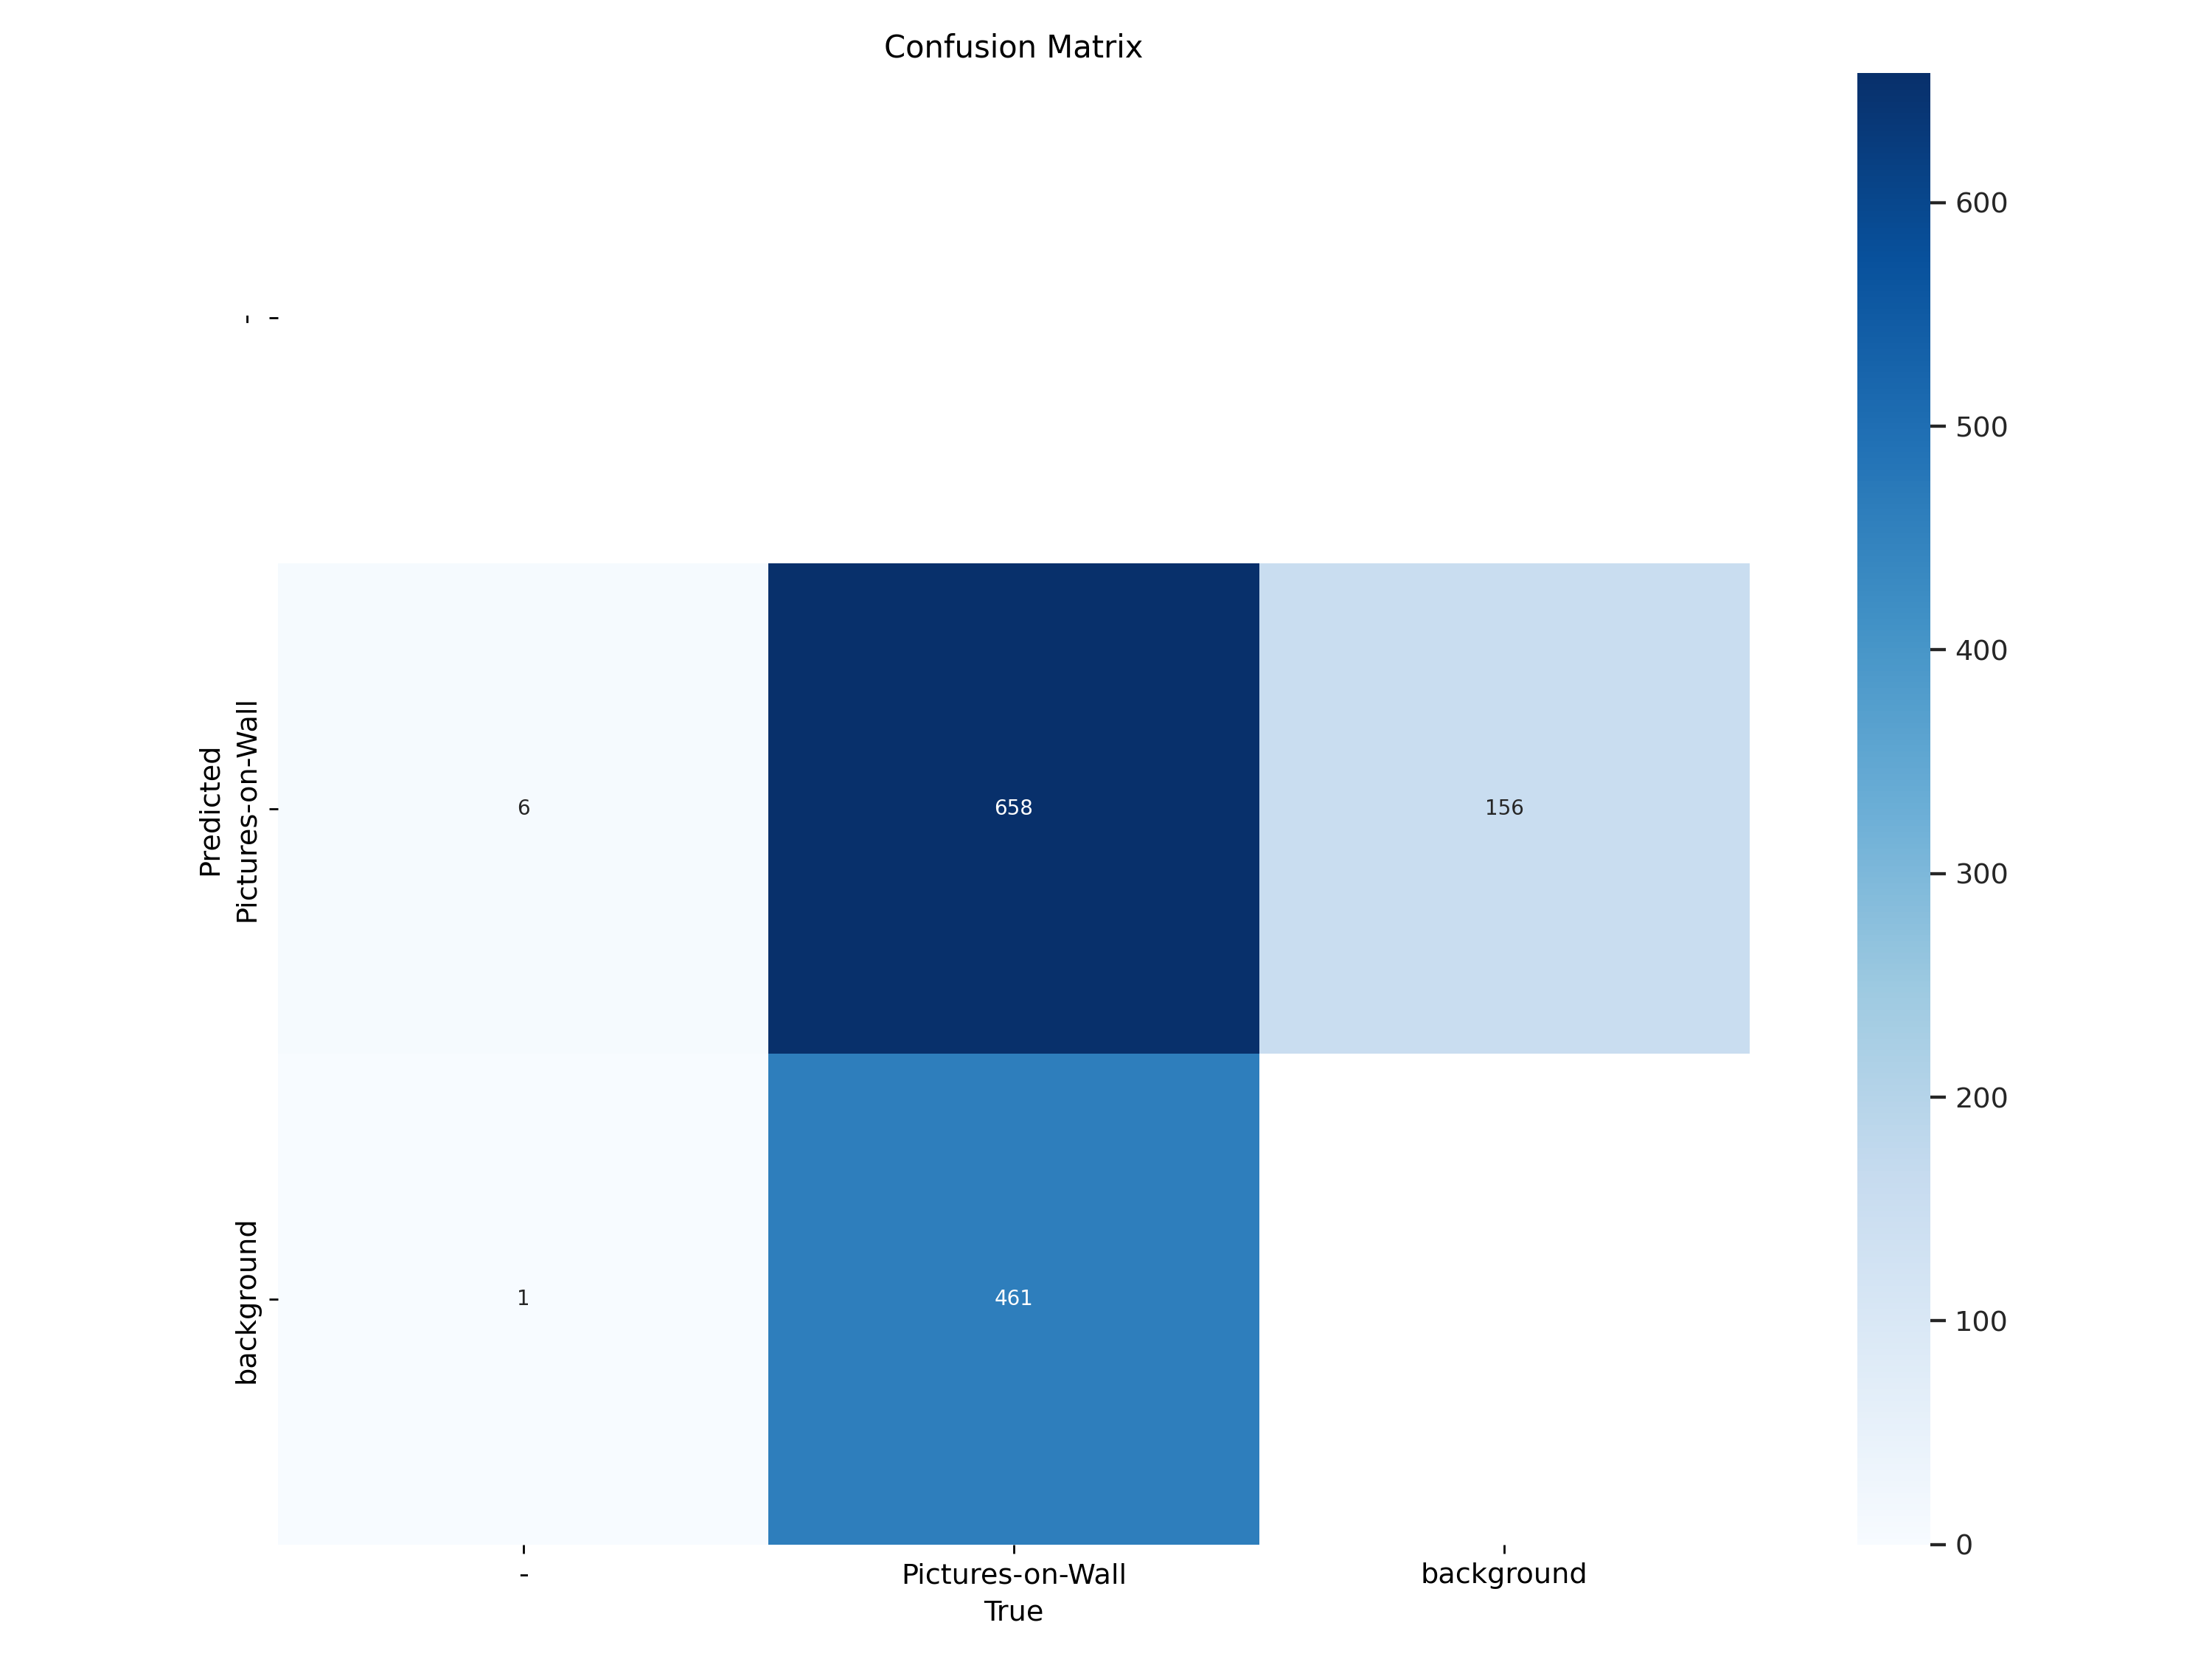 Confusion Matrix
-
Predicted
Pictures-on-Wall
6 658 156
background
1 461
- Pictures-on-Wall background
True
600
500
400
300
200
100
0